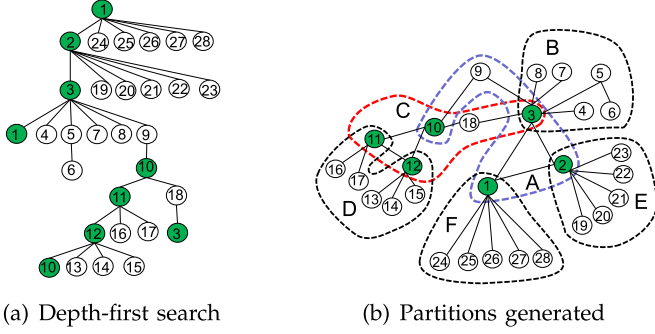 1
2 24 25 26 27 28
3 19 20 21 22 23
1 4 5 7 8 9
6 10
11 18
12 16 17 3
10 13 14 15
(a) Depth-first search
B
9 8 7 5
C
10 18 3 4 6
11
12
16 17
13 14 15
D
1 2 A
23
22
21
20
19
E
F
24 25 26 27 28
(b) Partitions generated